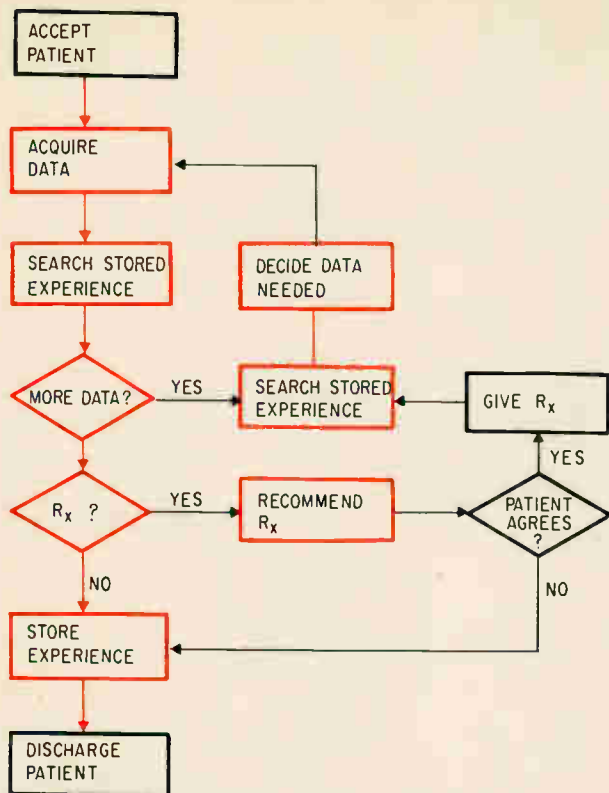 ACCEPT
PATIENT
ACQUIRE
DATA
SEARCH STORED
EXPERIENCE
DECIDE DATA
NEEDED
MORE DATA?
YES
SEARCH STORED
EXPERIENCE
GIVE Rx
YES
Rx ?
YES
RECOMMEND
Rx
PATIENT
AGREES
?
NO
NO
STORE
EXPERIENCE
DISCHARGE
PATIENT